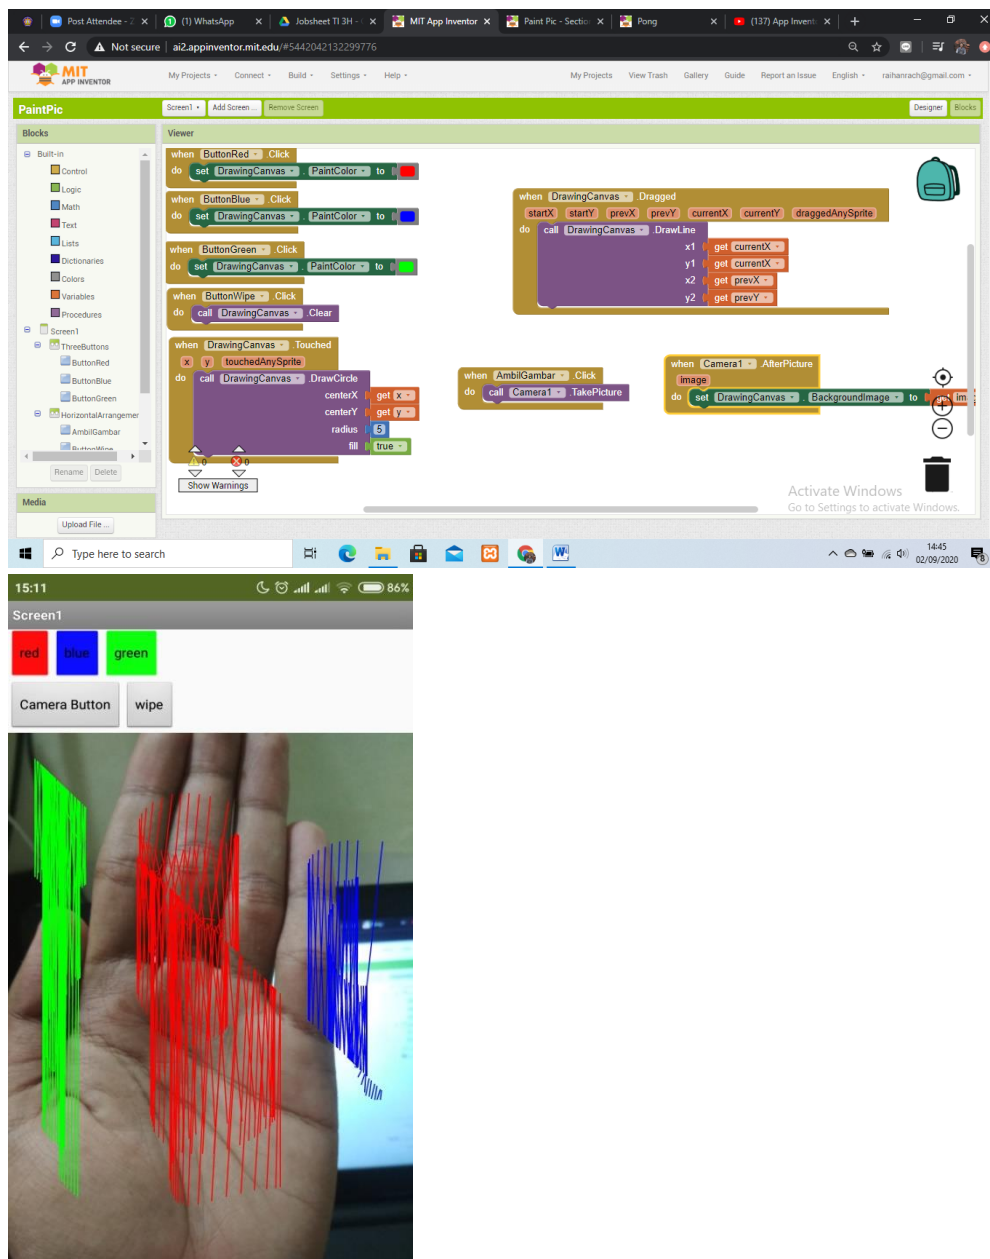 Post Attendee - Z
(1) WhatsApp
Jobsheet TI 3H -
MIT App Inventor
Paint Pic - Section
Pong
(137) App Invent
Not secure | ai2.appinventor.mit.edu/#5442042132299776
MIT
APP INVENTOR
My Projects Connect Build Settings Help
My Projects View Trash Gallery Guide Report an Issue English raihanrach@gmail.com
PaintPic
Screen1 Add Screen ... Remove Screen
Designer Blocks
Blocks
Built-in
Control
Logic
Math
Text
Lists
Dictionaries
Colors
Variables
Procedures
Screen1
ThreeButtons
ButtonRed
ButtonBlue
ButtonGreen
HorizontalArrangemer
AmbilGambar
ButtonWipe
Rename Delete
Media
Upload File ...
Viewer
when ButtonRed .Click
do set DrawingCanvas . PaintColor to
when ButtonBlue .Click
do set DrawingCanvas . PaintColor to
when ButtonGreen .Click
do set DrawingCanvas . PaintColor to
when ButtonWipe .Click
do call DrawingCanvas .Clear
when DrawingCanvas .Touched
x y touchedAnySprite
do call DrawingCanvas .DrawCircle
centerX get x
centerY get y
radius 5
fill true
0 0
Show Warnings
when DrawingCanvas .Dragged
startX startY prevX prevY currentX currentY draggedAnySprite
do call DrawingCanvas .DrawLine
x1 get currentX
y1 get currentX
x2 get prevX
y2 get prevY
when AmbilGambar .Click
do call Camera1 .TakePicture
when Camera1 .AfterPicture
image
do set DrawingCanvas . BackgroundImage to get im
Activate Windows
Go to Settings to activate Windows.
Type here to search
14:45
02/09/2020
8
15:11
86%
Screen1
red blue green
Camera Button wipe